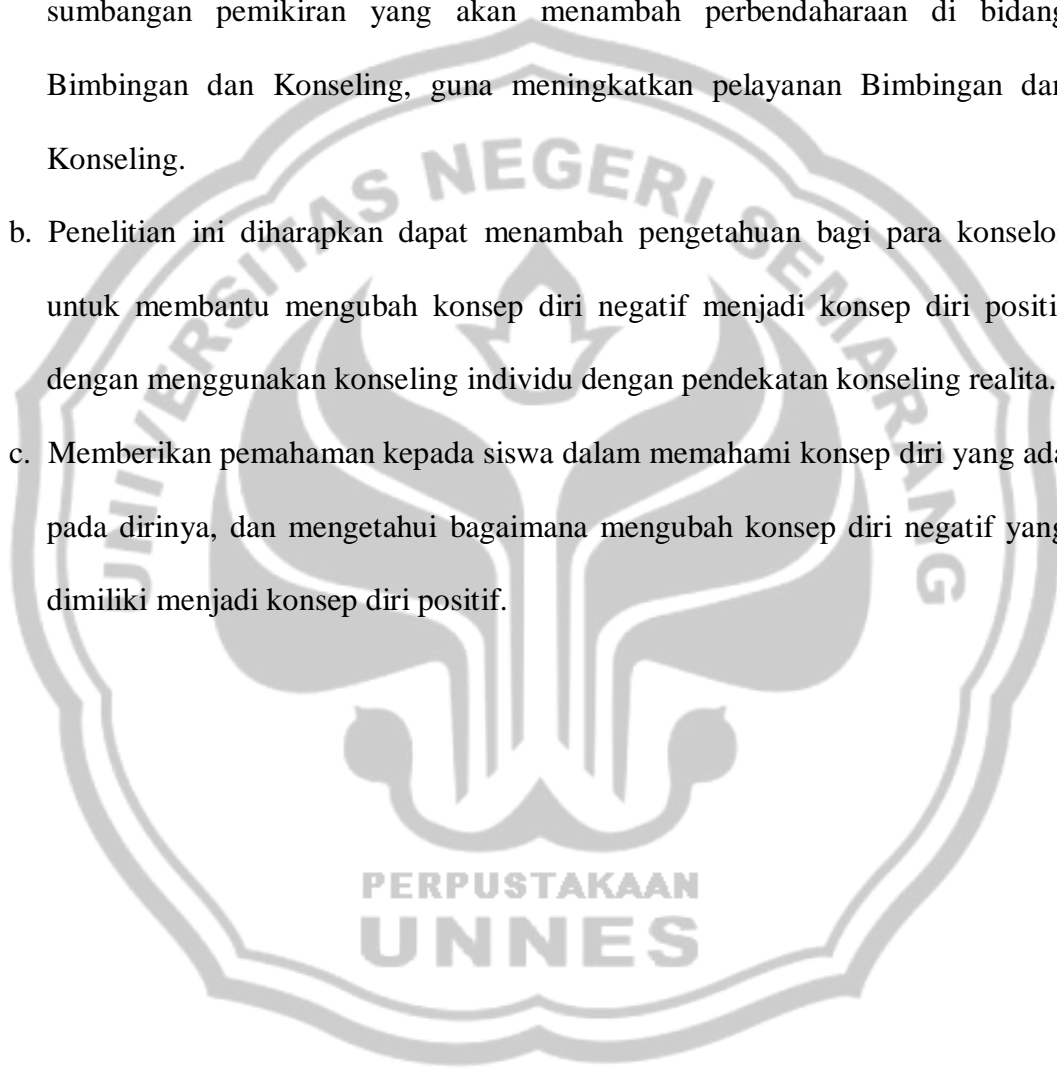 sumbangan pemikiran yang akan menambah perbendaharaan di bidang
Bimbingan dan Konseling, guna meningkatkan pelayanan Bimbingan dan
Konseling.
b. Penelitian ini diharapkan dapat menambah pengetahuan bagi para konselor
untuk membantu mengubah konsep diri negatif menjadi konsep diri positif
dengan menggunakan konseling individu dengan pendekatan konseling realita.
c. Memberikan pemahaman kepada siswa dalam memahami konsep diri yang ada
pada dirinya, dan mengetahui bagaimana mengubah konsep diri negatif yang
dimiliki menjadi konsep diri positif.
UNIVERSITAS NEGERI SEMARANG
PERPUSTAKAAN
UNNES